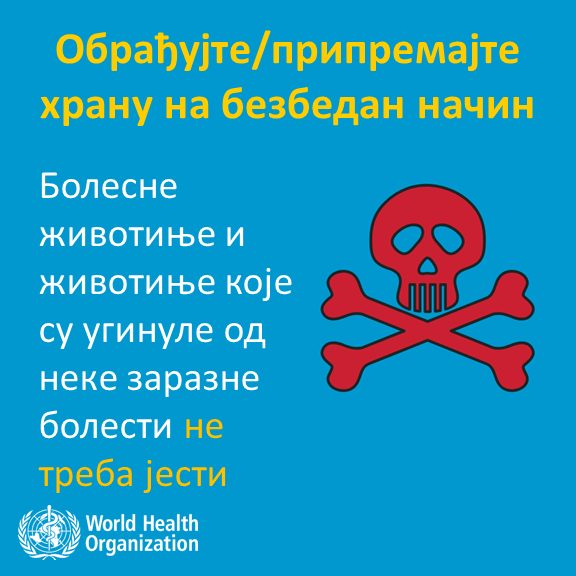 Обрађујте/припремајте
храну на безбедан начин
Болесне
животиње и
животиње које
су угинуле од
неке заразне
болести не
треба јести
World Health
Organization